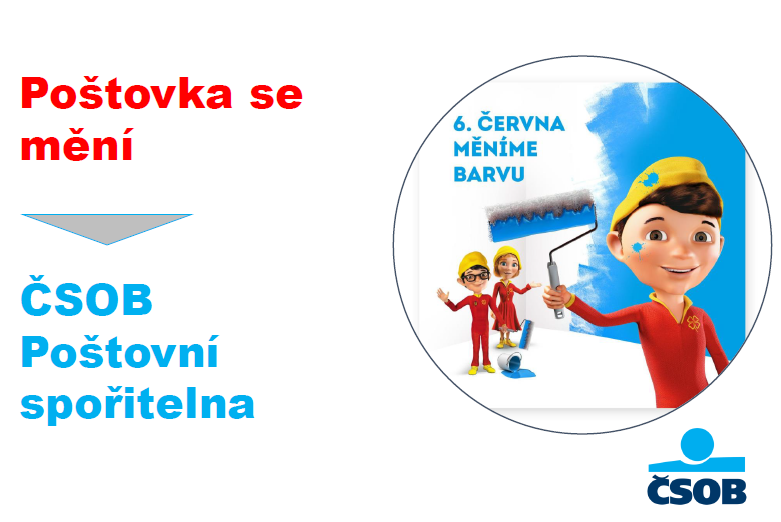 Poštovka se
mění
ČSOB
Poštovní
spořitelna
6. ČERVNA
MĚNÍME
BARVU
ČSOB